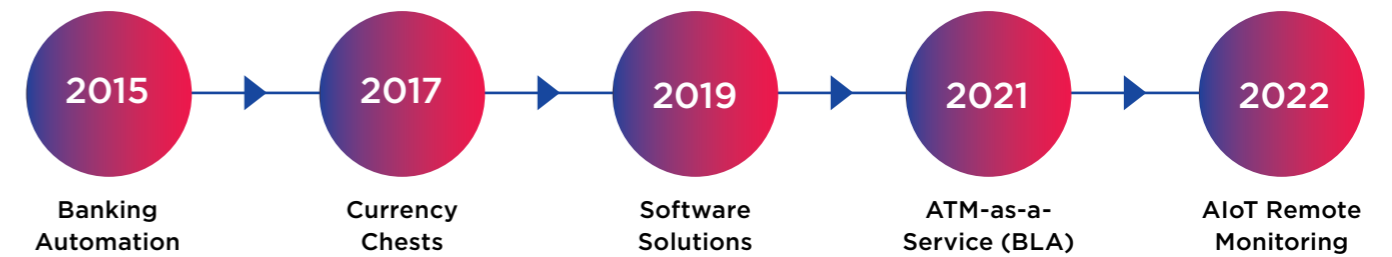 2015
Banking
Automation
2017
Currency
Chests
2019
Software
Solutions
2021
ATM-as-a-
Service (BLA)
2022
AIoT Remote
Monitoring